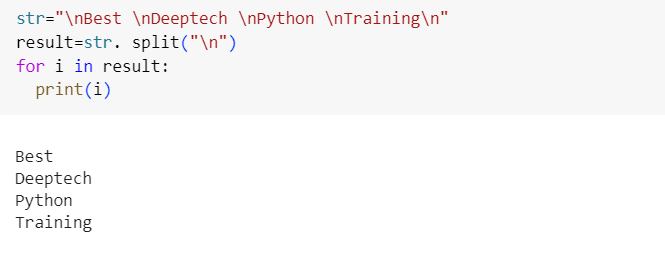 str="\nBest \nDeeptech \nPython \nTraining\n"
result=str. split("\n")
for i in result:
  print(i)
Best
Deeptech
Python
Training